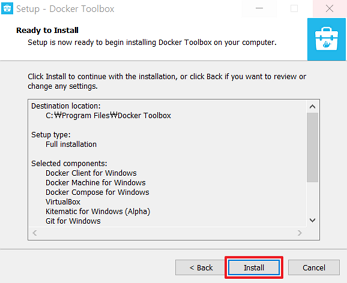 Setup - Docker Toolbox
Ready to Install
Setup is now ready to begin installing Docker Toolbox on your computer.
Click Install to continue with the installation, or click Back if you want to review or
change any settings.
Destination location:
C:₩Program Files₩Docker Toolbox
Setup type:
Full installation
Selected components:
Docker Client for Windows
Docker Machine for Windows
Docker Compose for Windows
VirtualBox
Kitematic for Windows (Alpha)
Git for Windows
< Back
Install
Cancel